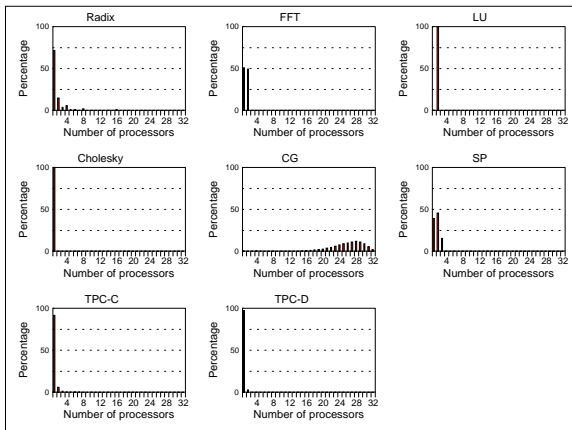 Radix
100
50
0
Percentage
4 8 12 16 20 24 28 32
Number of processors
FFT
100
50
0
Percentage
4 8 12 16 20 24 28 32
Number of processors
LU
100
50
0
Percentage
4 8 12 16 20 24 28 32
Number of processors
Cholesky
100
50
0
Percentage
4 8 12 16 20 24 28 32
Number of processors
CG
100
50
0
Percentage
4 8 12 16 20 24 28 32
Number of processors
SP
100
50
0
Percentage
4 8 12 16 20 24 28 32
Number of processors
TPC-C
100
50
0
Percentage
4 8 12 16 20 24 28 32
Number of processors
TPC-D
100
50
0
Percentage
4 8 12 16 20 24 28 32
Number of processors